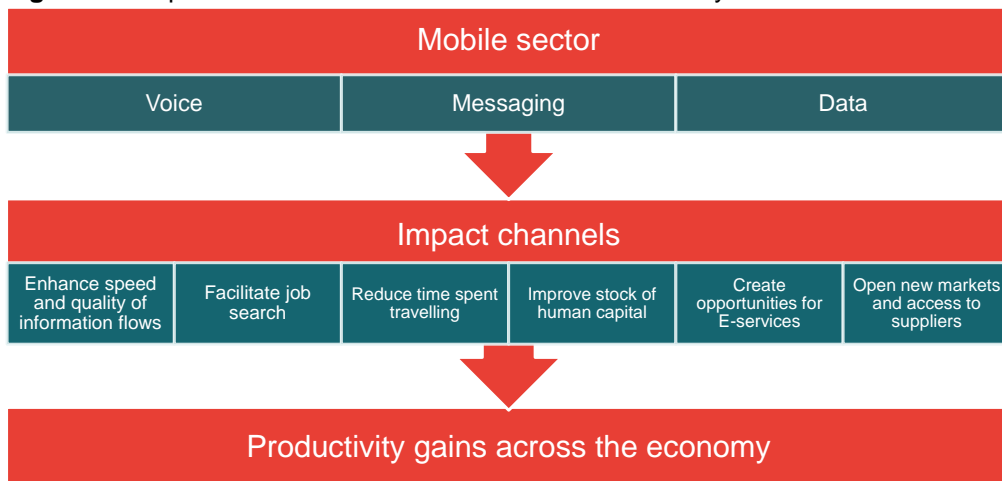 Mobile sector
Voice
Messaging
Data
Impact channels
Enhance speed
and quality of
information flows
Facilitate job
search
Reduce time spent
travelling
Improve stock of
human capital
Create
opportunities for
E-services
Open new markets
and access to
suppliers
Productivity gains across the economy